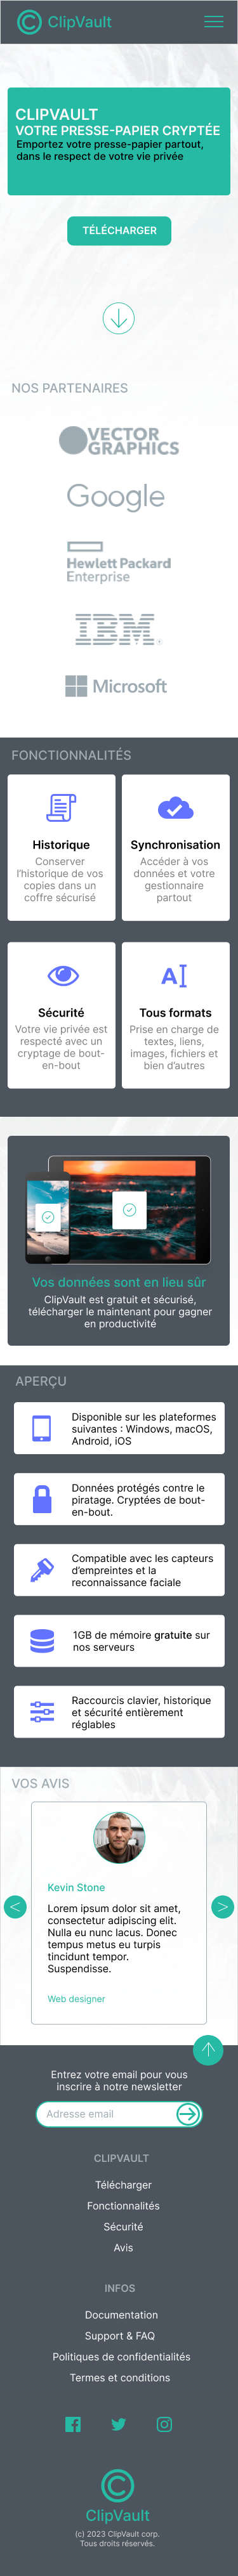 ClipVault
CLIPVAULT
VOTRE PRESSE-PAPIER CRYPTÉE
Emportez votre presse-papier partout,
dans le respect de votre vie privée
TÉLÉCHARGER
NOS PARTENAIRES
VECTOR
GRAPHICS
Google
Hewlett Packard
Enterprise
IBM
Microsoft
FONCTIONNALITÉS
Historique
Conserver
l'historique de vos
copies dans un
coffre sécurisé
Synchronisation
Accéder à vos
données et votre
gestionnaire
partout
Sécurité
Votre vie privée est
respecté avec un
cryptage de bout-
en-bout
Tous formats
Prise en charge de
textes, liens,
images, fichiers et
bien d'autres
Vos données sont en lieu sûr
ClipVault est gratuit et sécurisé,
télécharger le maintenant pour gagner
en productivité
APERÇU
Disponible sur les plateformes
suivantes : Windows, macOS,
Android, iOS
Données protégés contre le
piratage. Cryptées de bout-
en-bout.
Compatible avec les capteurs
d'empreintes et la
reconnaissance faciale
1GB de mémoire gratuite sur
nos serveurs
Raccourcis clavier, historique
et sécurité entièrement
réglables
VOS AVIS
Kevin Stone
Lorem ipsum dolor sit amet,
consectetur adipiscing elit.
Nulla eu nunc lacus. Donec
tempus metus eu turpis
tincidunt tempor.
Suspendisse.
Web designer
Entrez votre email pour vous
inscrire à notre newsletter
Adresse email
CLIPVAULT
Télécharger
Fonctionnalités
Sécurité
Avis
INFOS
Documentation
Support & FAQ
Politiques de confidentialités
Termes et conditions
ClipVault
(c) 2023 ClipVault corp.
Tous droits réservés.